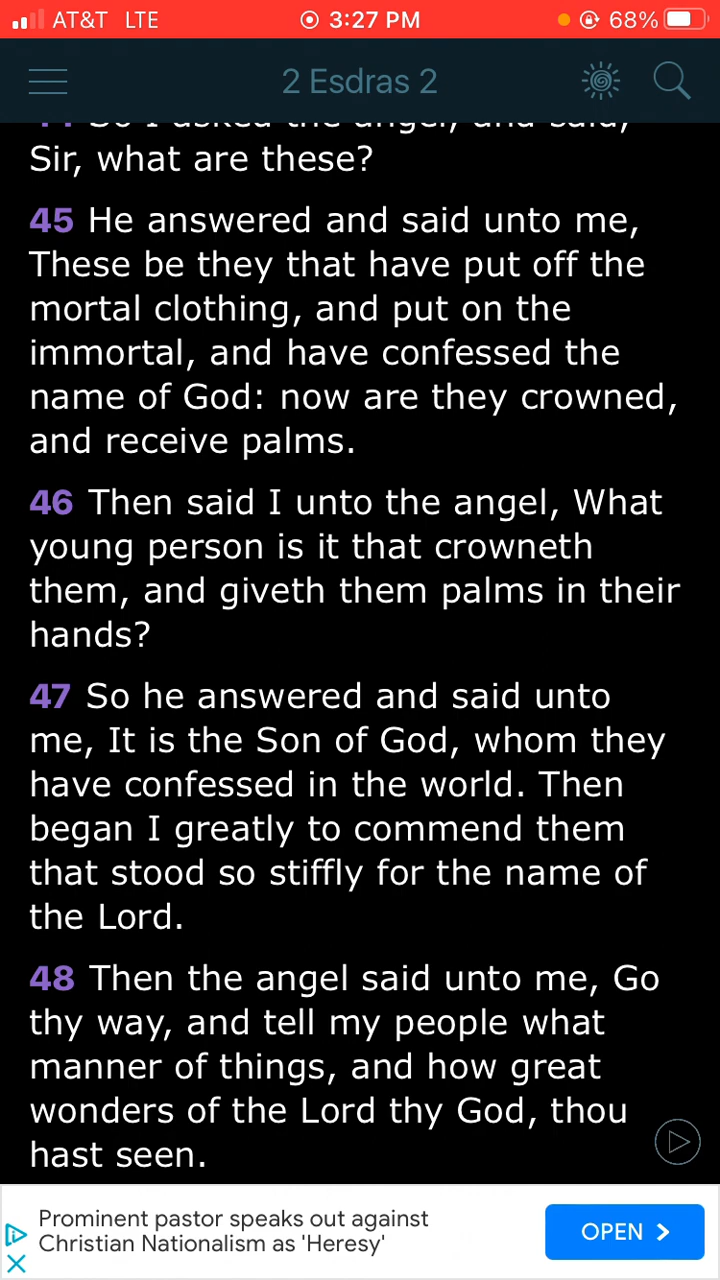 AT&T LTE 3:27 PM 68%
2 Esdras 2
44 So I asked the angel, and said,
Sir, what are these?
45 He answered and said unto me,
These be they that have put off the
mortal clothing, and put on the
immortal, and have confessed the
name of God: now are they crowned,
and receive palms.
46 Then said I unto the angel, What
young person is it that crowneth
them, and giveth them palms in their
hands?
47 So he answered and said unto
me, It is the Son of God, whom they
have confessed in the world. Then
began I greatly to commend them
that stood so stiffly for the name of
the Lord.
48 Then the angel said unto me, Go
thy way, and tell my people what
manner of things, and how great
wonders of the Lord thy God, thou
hast seen.
Prominent pastor speaks out against
Christian Nationalism as 'Heresy'
OPEN